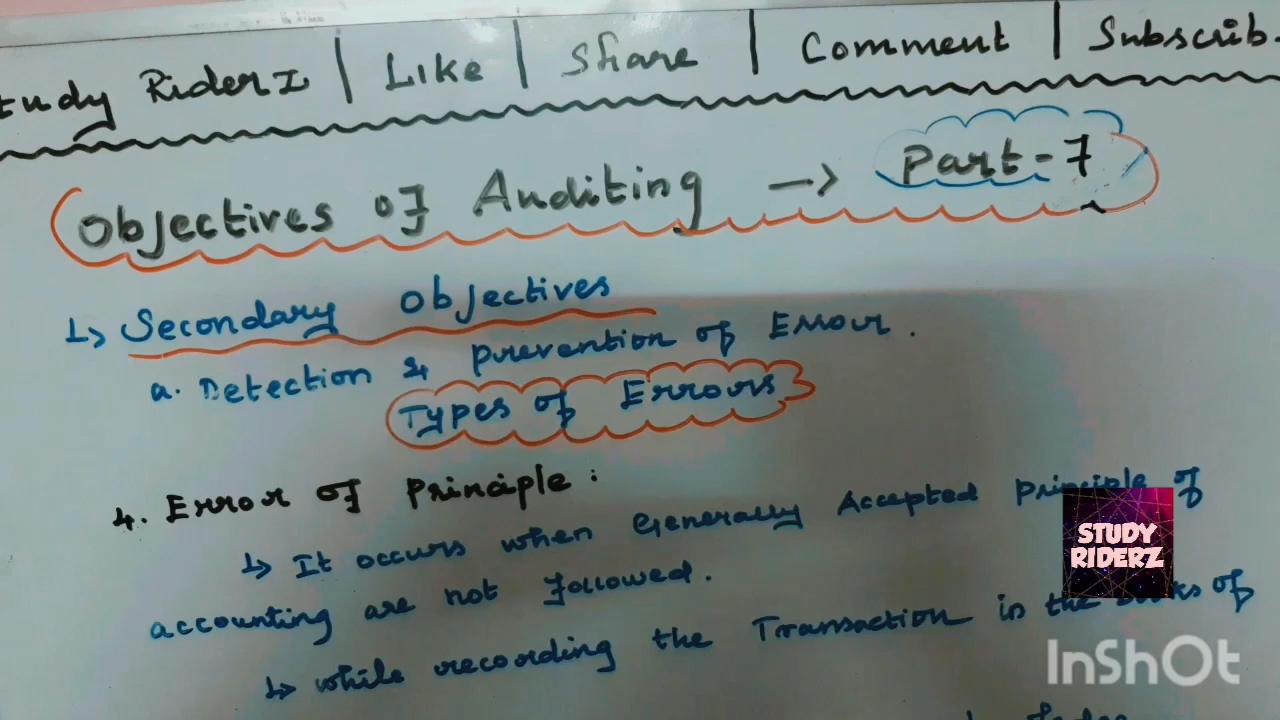 tudy RiderZ | Like | Share | Comment | Subscrib.
Objectives of Auditing → Part-7
↳ Secondary Objectives
a. Detection & Prevention of Error.
Types of Errors
4. Error of Principle :
↳ It occurs when Generally Accepted Principle of
accounting are not followed.
↳ while recording the Transaction in the of
STUDY
RIDERZ
InShOt